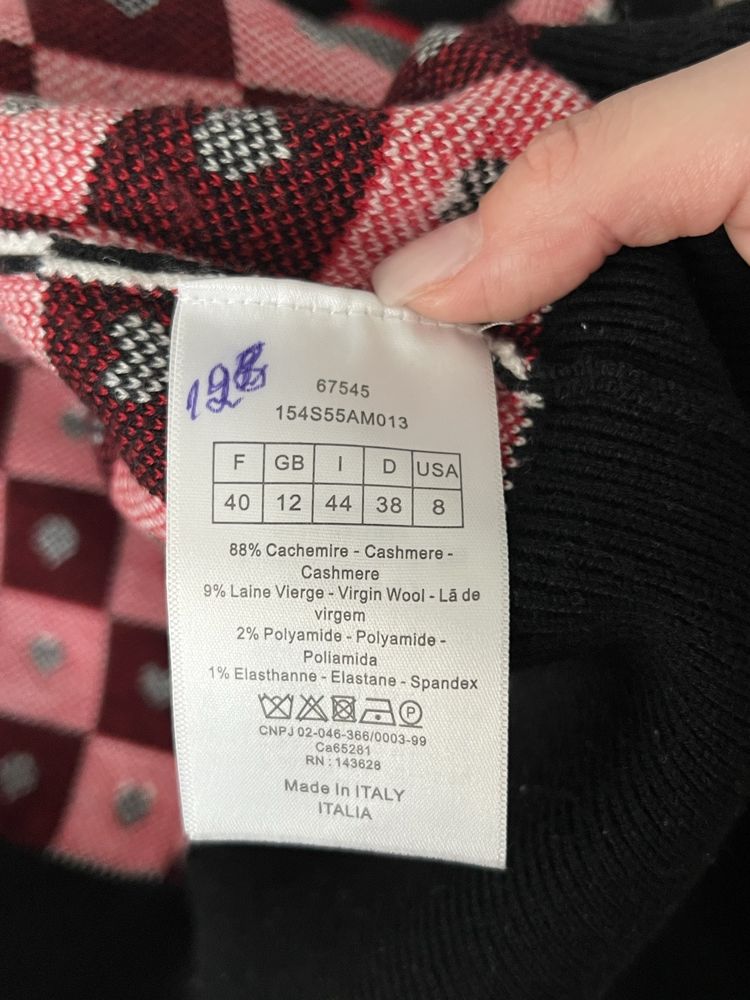 67545
154S55AM013
F GB I D USA
40 12 44 38 8
88% Cachemire - Cashmere -
Cashmere
9% Laine Vierge - Virgin Wool - Lã de
virgem
2% Polyamide - Polyamide -
Poliamida
1% Elasthanne - Elastane - Spandex
P
CNPJ 02-046-366/0003-99
Ca65281
RN : 143628
Made In ITALY
ITALIA